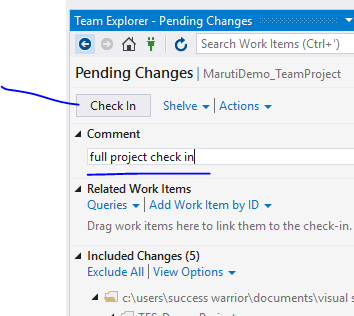 Team Explorer - Pending Changes
Search Work Items (Ctrl+')
Pending Changes | MarutiDemo_TeamProject
Check In Shelve Actions
Comment
full project check in
Related Work Items
Queries | Add Work Item by ID
Drag work items here to link them to the check-in.
Included Changes (5)
Exclude All | View Options
c:\users\success warrior\documents\visual s